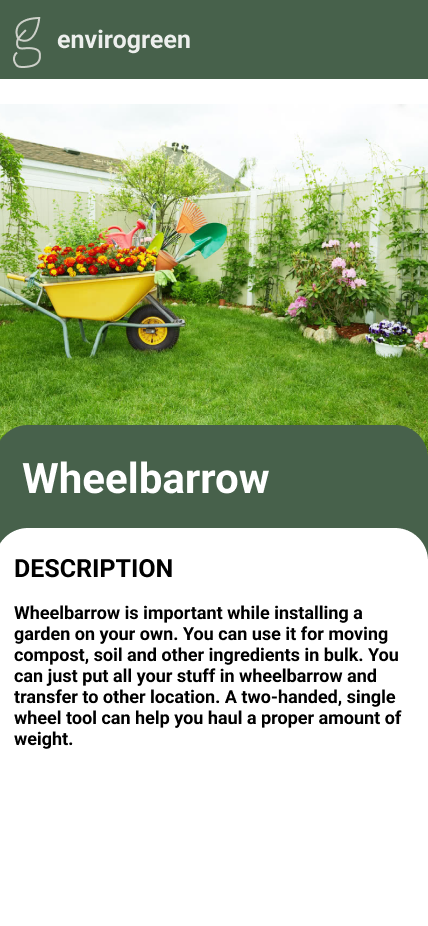 envirogreen
Wheelbarrow
DESCRIPTION
Wheelbarrow is important while installing a
garden on your own. You can use it for moving
compost, soil and other ingredients in bulk. You
can just put all your stuff in wheelbarrow and
transfer to other location. A two-handed, single
wheel tool can help you haul a proper amount of
weight.